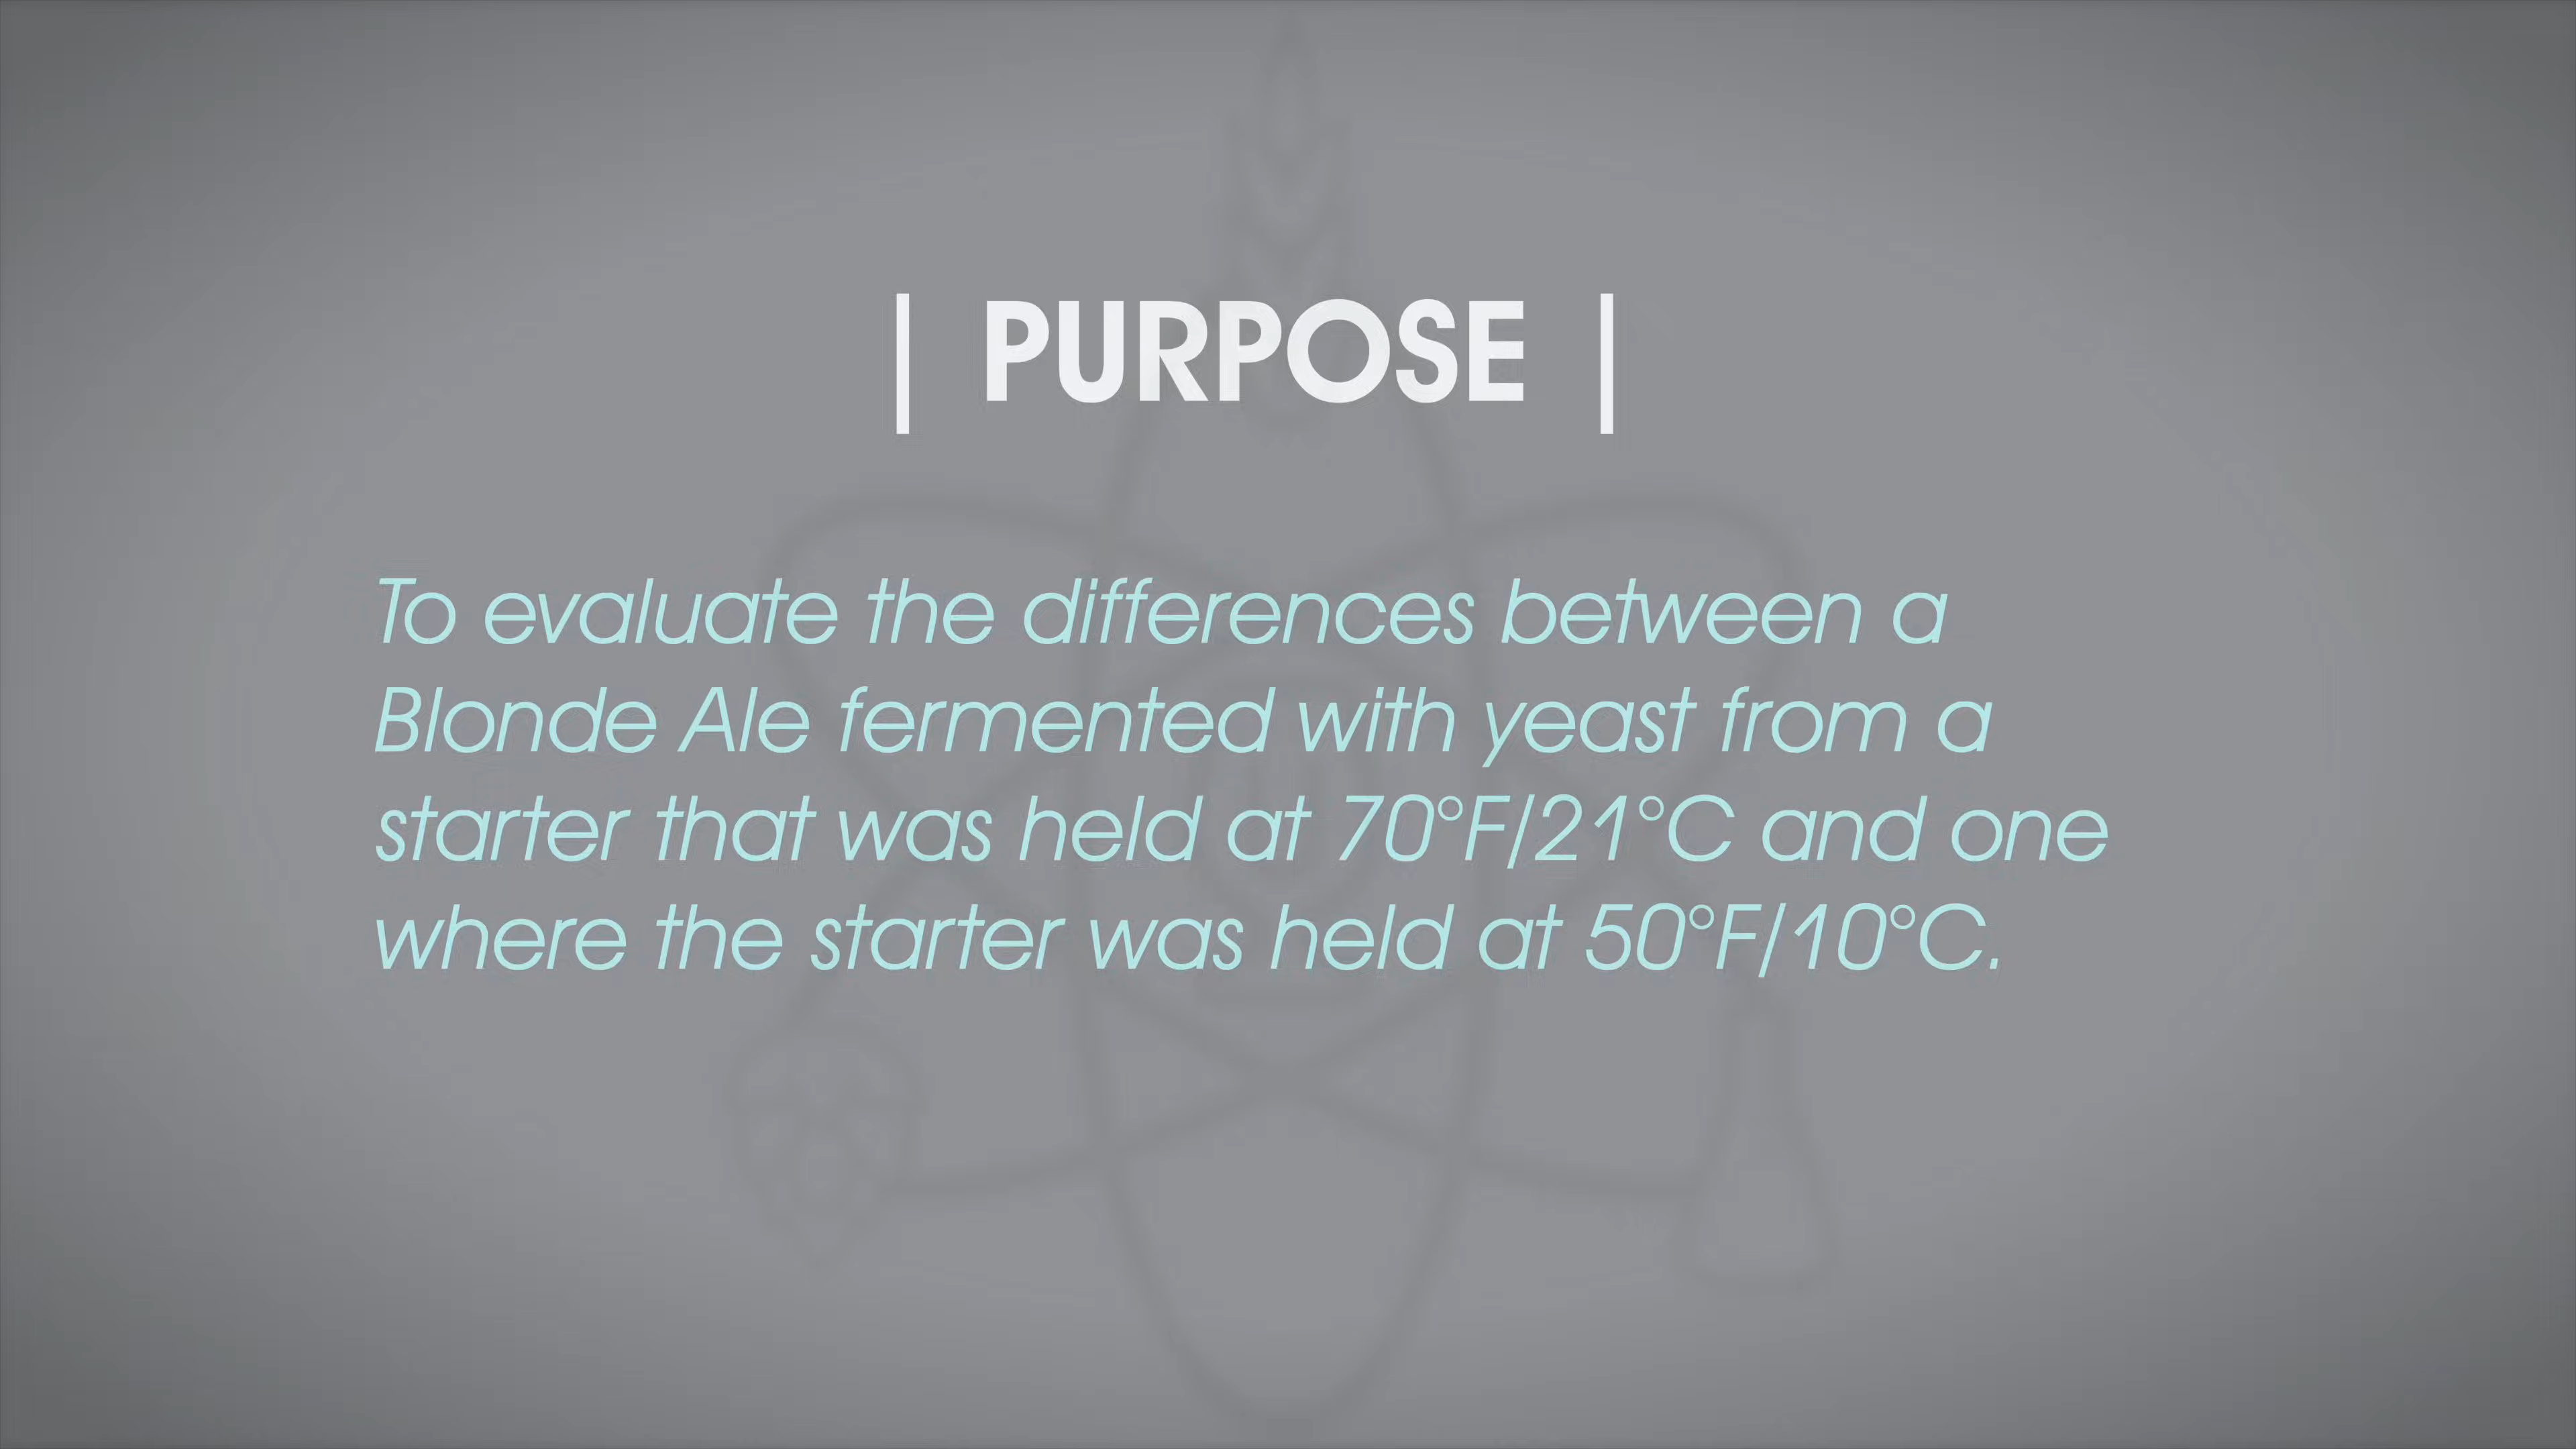 | PURPOSE |
To evaluate the differences between a
Blonde Ale fermented with yeast from a
starter that was held at 70°F/21°C and one
where the starter was held at 50°F/10°C.